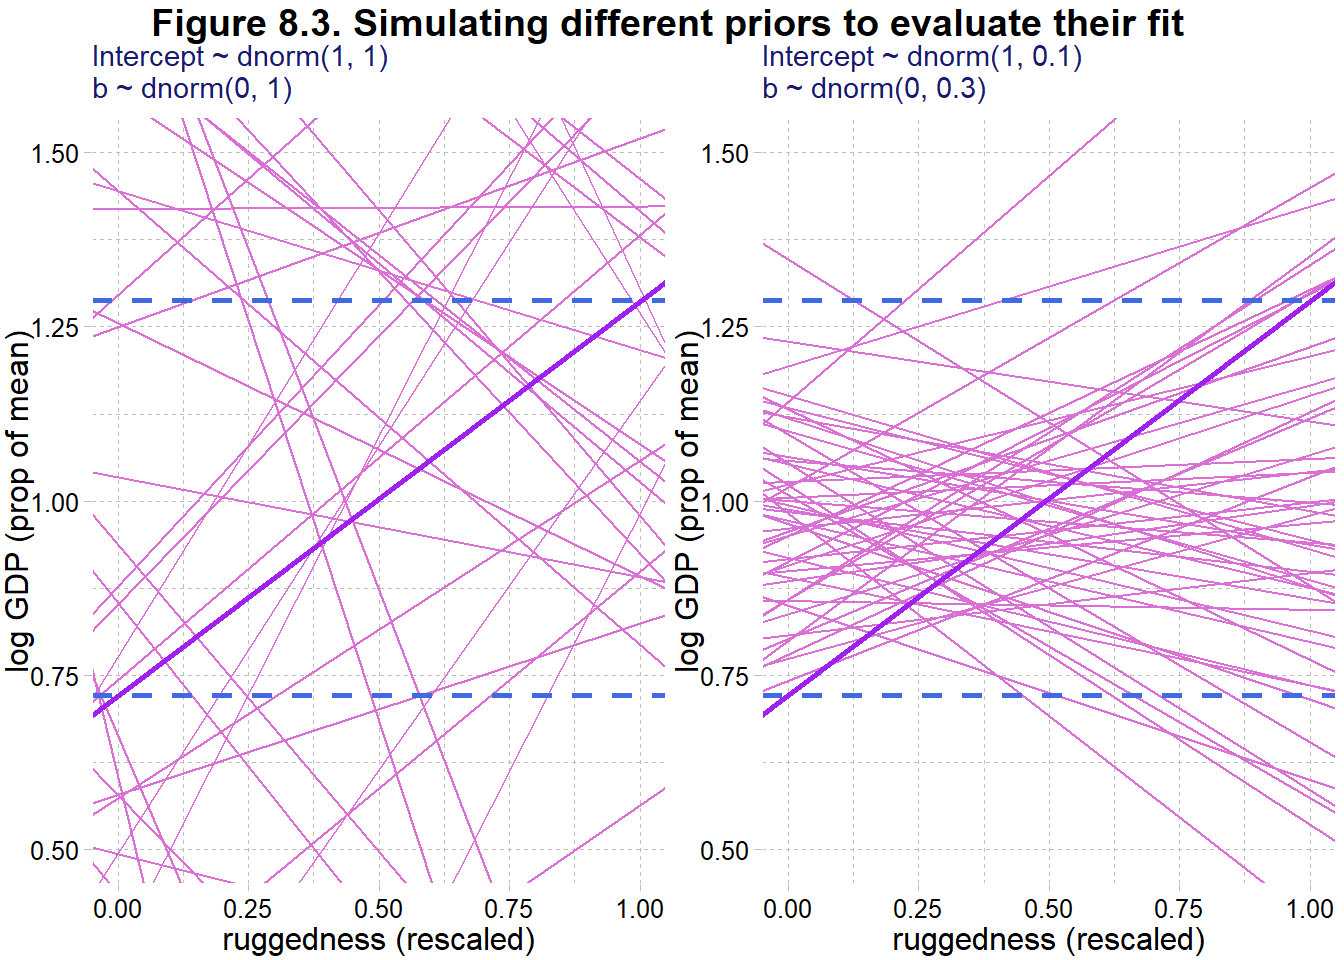 Figure 8.3. Simulating different priors to evaluate their fit
Intercept ~ dnorm(1, 1)
b ~ dnorm(0, 1)
log GDP (prop of mean)
1.50
1.25
1.00
0.75
0.50
0.00 0.25 0.50 0.75 1.00
ruggedness (rescaled)
Intercept ~ dnorm(1, 0.1)
b ~ dnorm(0, 0.3)
log GDP (prop of mean)
1.50
1.25
1.00
0.75
0.50
0.00 0.25 0.50 0.75 1.00
ruggedness (rescaled)